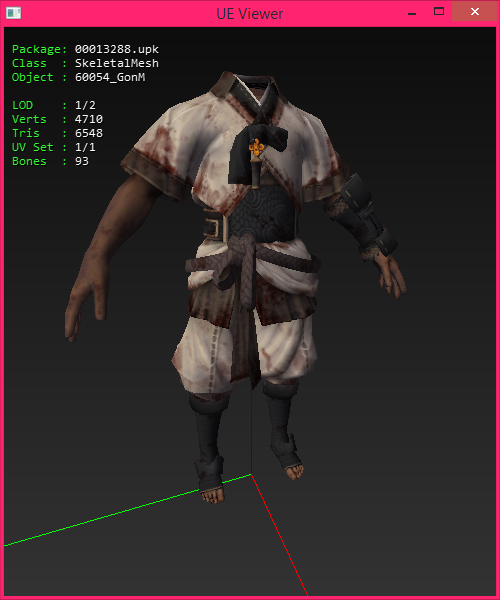 UE Viewer
Package: 00013288.upk
Class : SkeletalMesh
Object : 60054_GonM
LOD : 1/2
Verts : 4710
Tris : 6548
UV Set : 1/1
Bones : 93